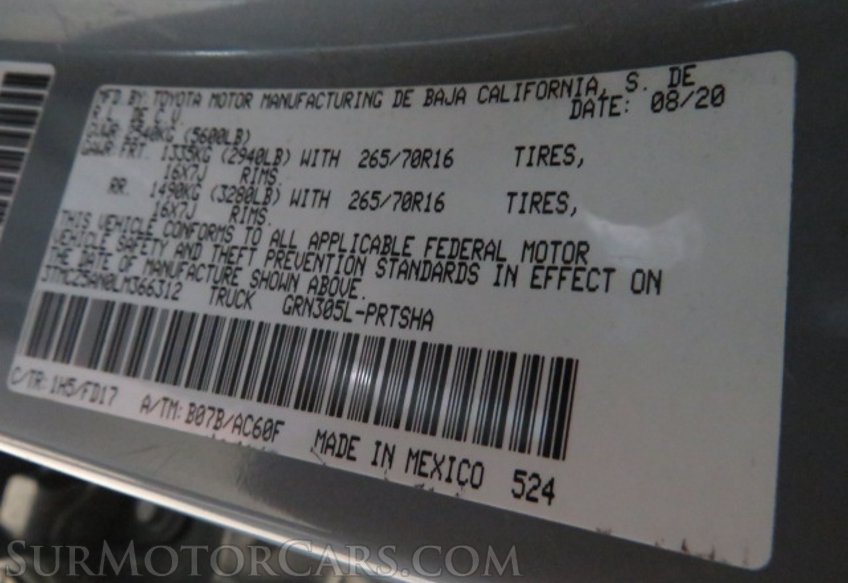 MFD. BY: TOYOTA MOTOR MANUFACTURING DE BAJA CALIFORNIA, S. DE
R.L. DE C.V. DATE: 08/20
GVWR 2540KG (5600LB)
GAWR FRT. 1335KG (2940LB) WITH 265/70R16 TIRES,
16X7J RIMS,
RR. 1490KG (3280LB) WITH 265/70R16 TIRES,
16X7J RIMS.
THIS VEHICLE CONFORMS TO ALL APPLICABLE FEDERAL MOTOR
VEHICLE SAFETY AND THEFT PREVENTION STANDARDS IN EFFECT ON
THE DATE OF MANUFACTURE SHOWN ABOVE.
3TMCZ5AN0LM366312 TRUCK GRN305L-PRTSHA
C/TR: 1H5/FD17 A/TM: B07B/AC60F MADE IN MEXICO 524
SurMotorCars.com